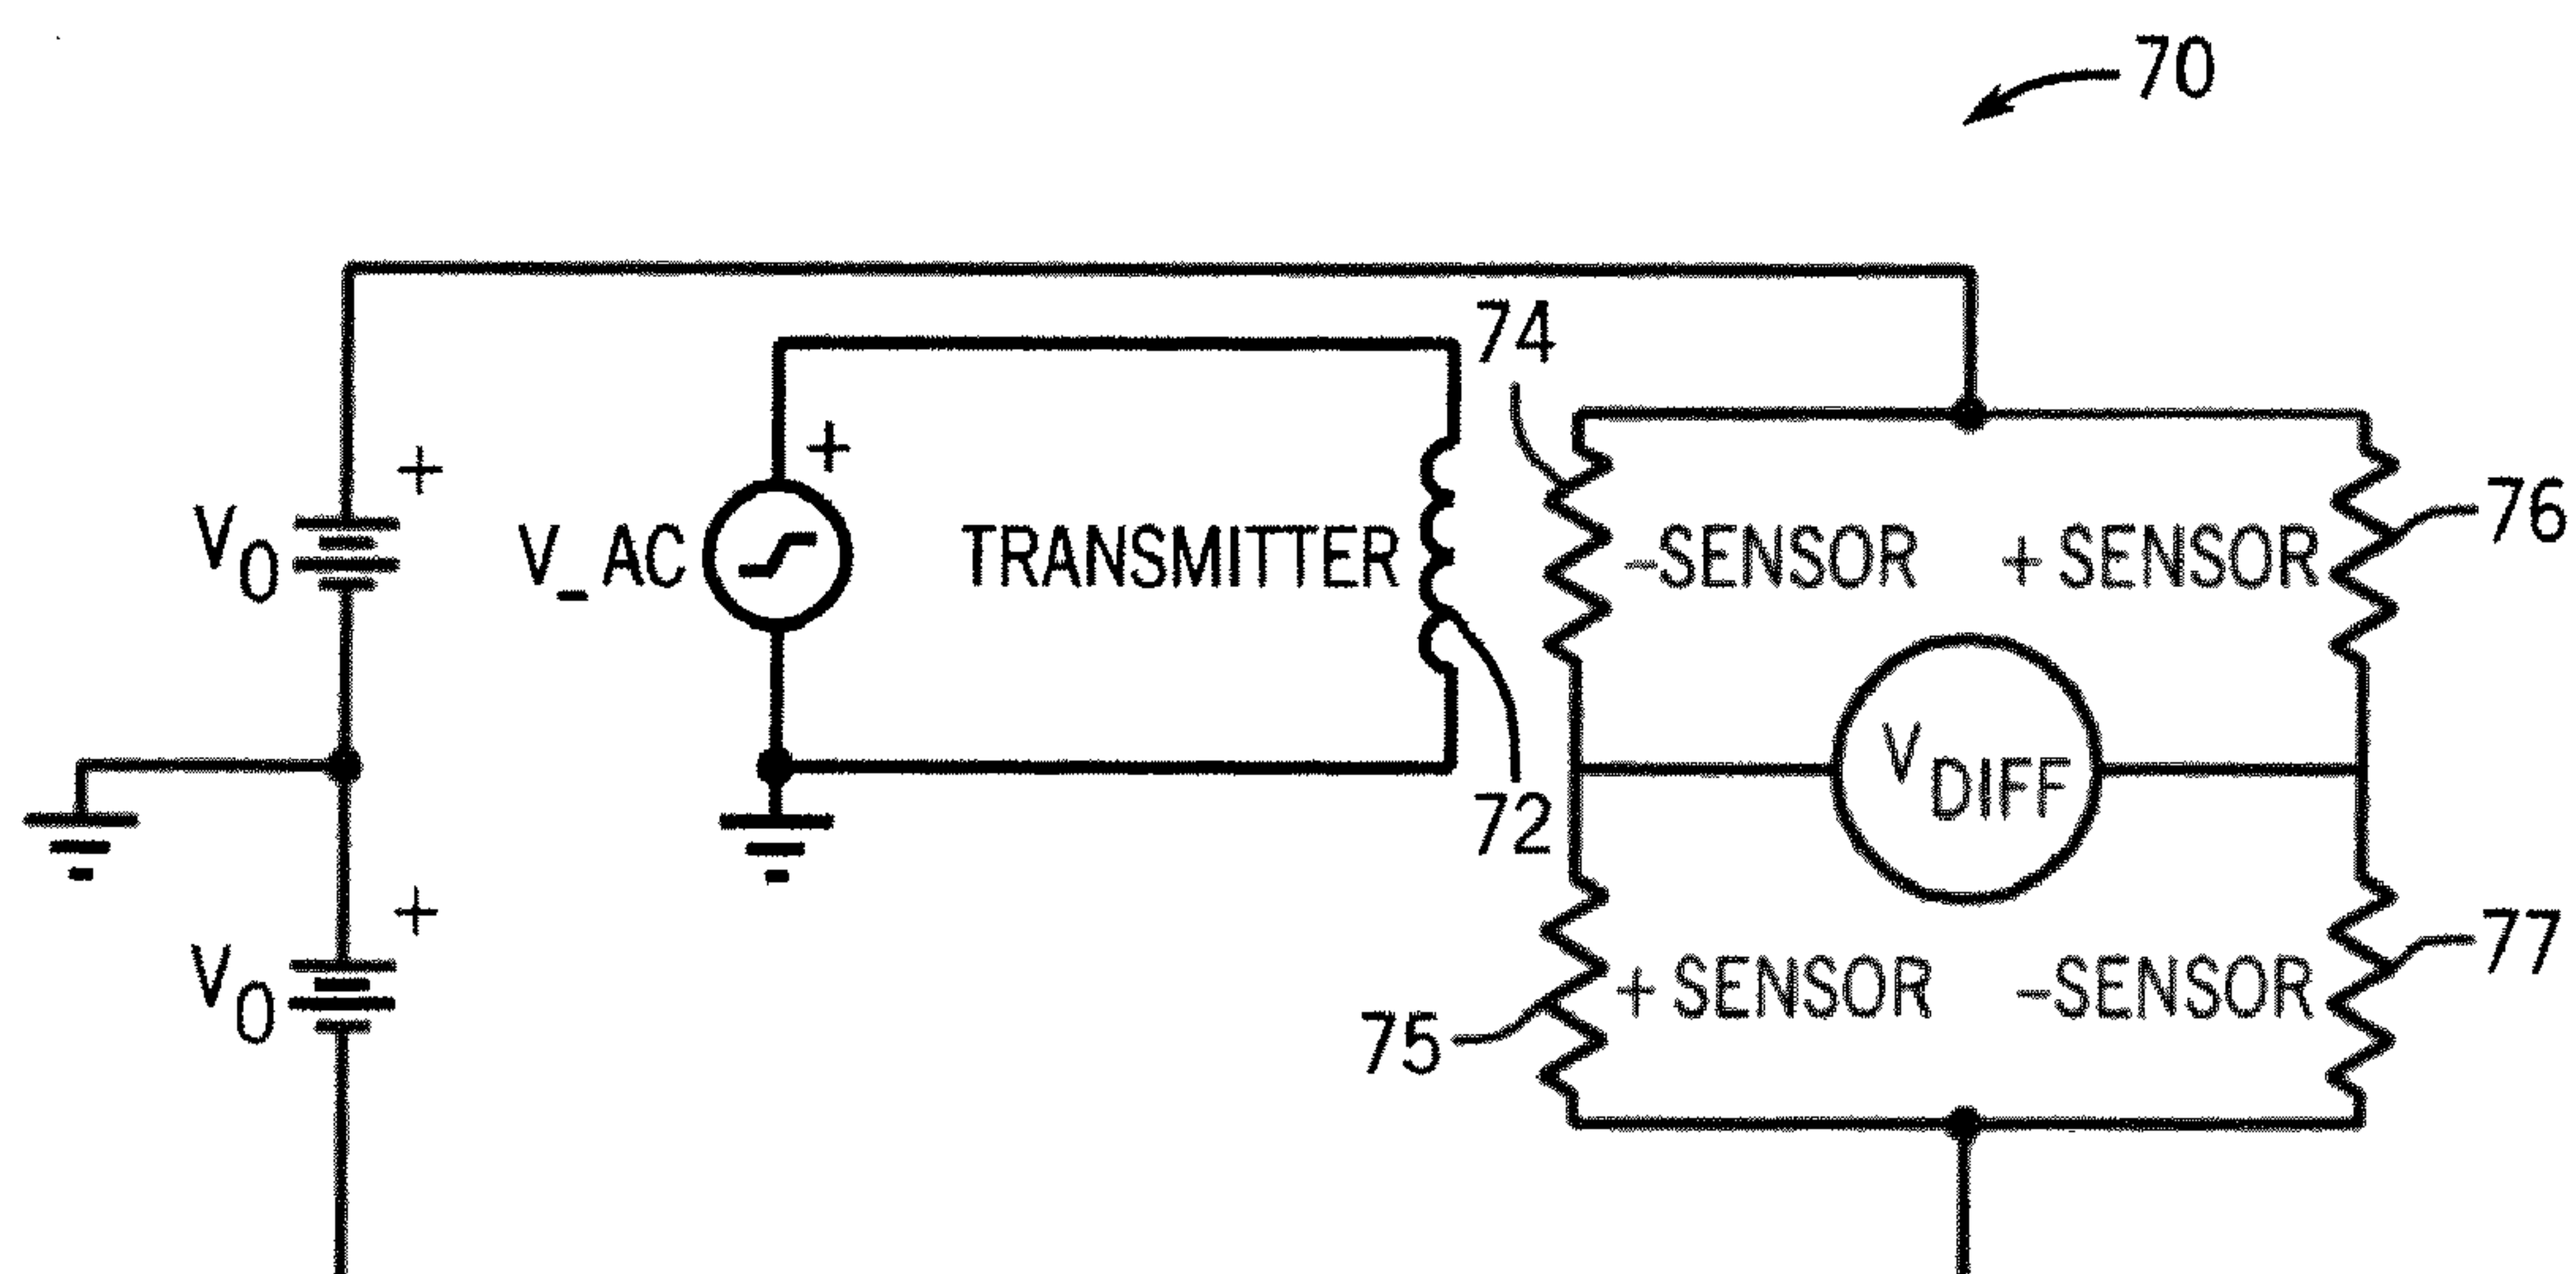 70
74
+
+
V0
V_AC
TRANSMITTER
-SENSOR
+ SENSOR
76
VDIFF
72
+
V0
75
+ SENSOR
-SENSOR
77